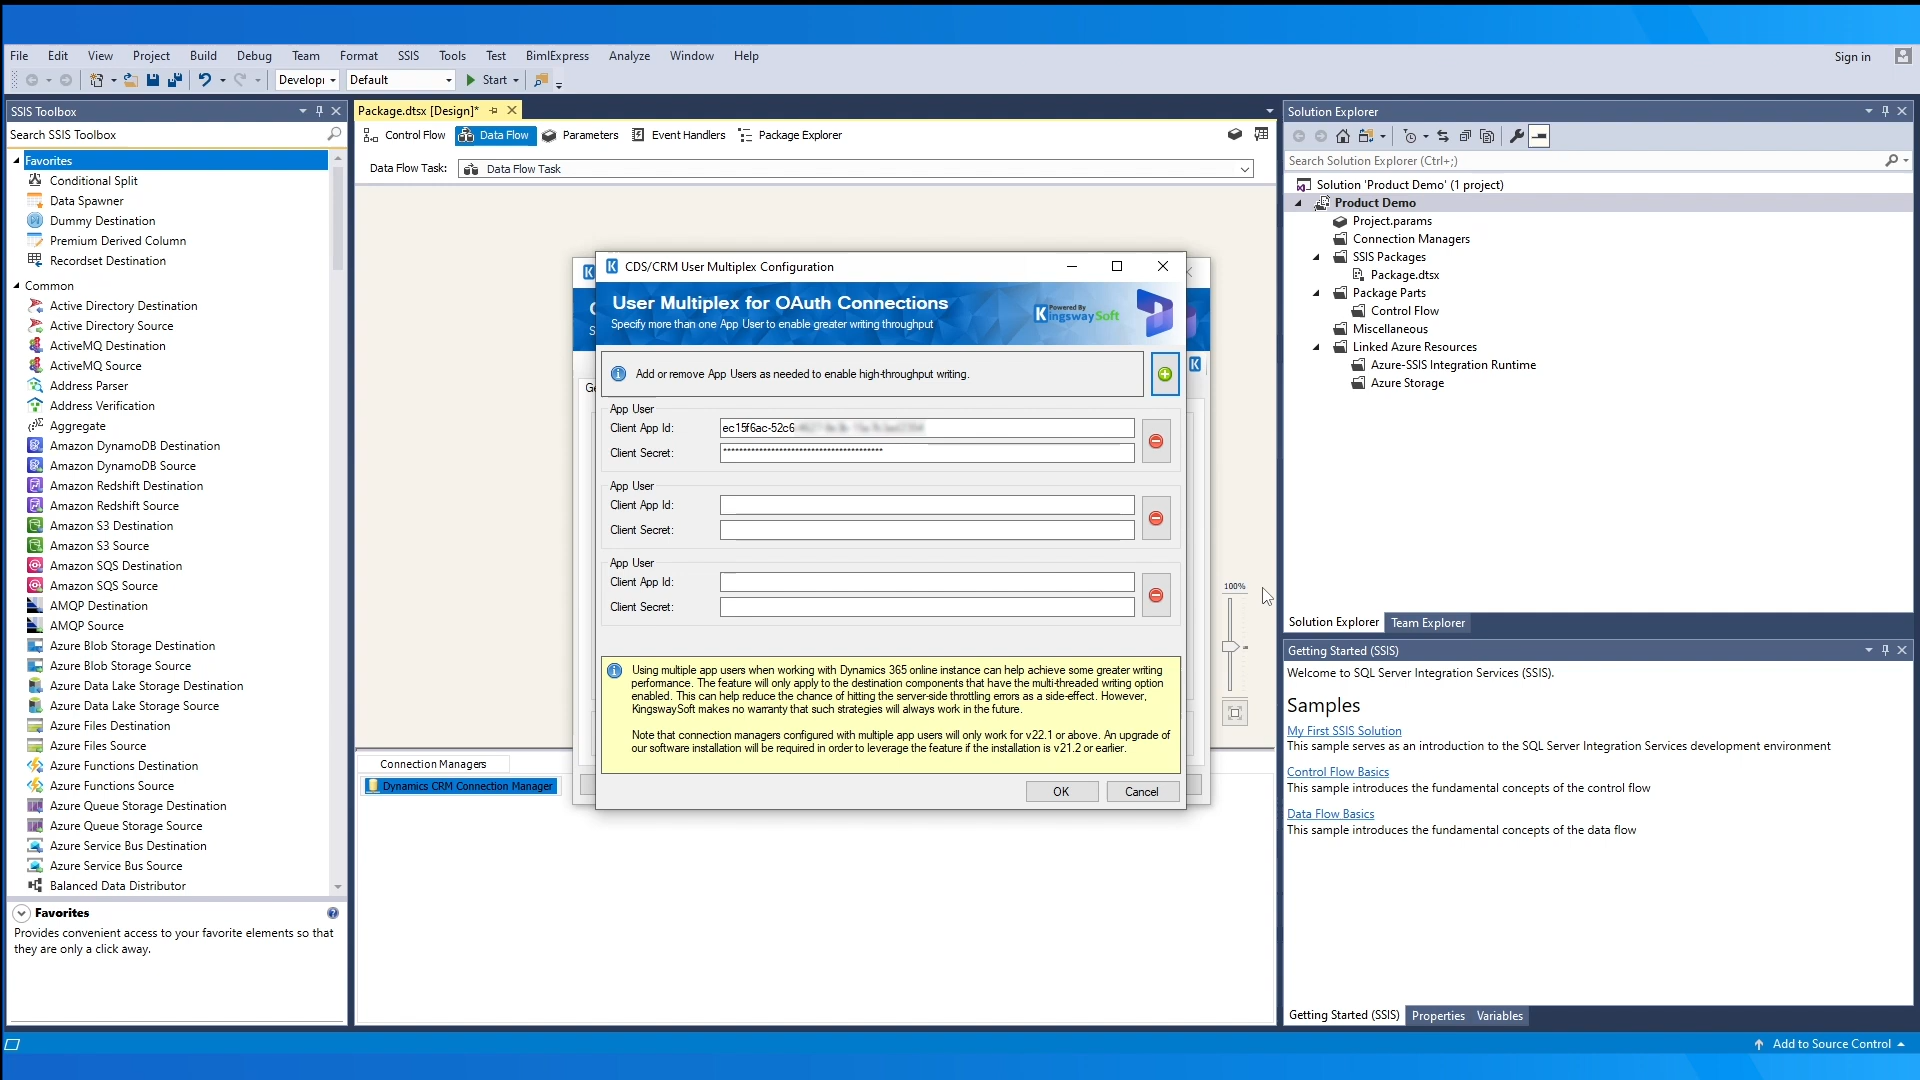 File Edit View Project Build Debug Team Format SSIS Tools Test BimlExpress Analyze Window Help
Sign in
Developi Default Start
SSIS Toolbox
Search SSIS Toolbox
Favorites
Conditional Split
Data Spawner
Dummy Destination
Premium Derived Column
Recordset Destination
Common
Active Directory Destination
Active Directory Source
ActiveMQ Destination
ActiveMQ Source
Address Parser
Address Verification
Aggregate
Amazon DynamoDB Destination
Amazon DynamoDB Source
Amazon Redshift Destination
Amazon Redshift Source
Amazon S3 Destination
Amazon S3 Source
Amazon SQS Destination
Amazon SQS Source
AMQP Destination
AMQP Source
Azure Blob Storage Destination
Azure Blob Storage Source
Azure Data Lake Storage Destination
Azure Data Lake Storage Source
Azure Files Destination
Azure Files Source
Azure Functions Destination
Azure Functions Source
Azure Queue Storage Destination
Azure Queue Storage Source
Azure Service Bus Destination
Azure Service Bus Source
Balanced Data Distributor
Favorites
Provides convenient access to your favorite elements so that
they are only a click away.
Package.dtsx [Design]*
Control Flow Data Flow Parameters Event Handlers Package Explorer
Data Flow Task: Data Flow Task
CDS/CRM User Multiplex Configuration
User Multiplex for OAuth Connections
Specify more than one App User to enable greater writing throughput
Powered By
KingswaySoft
Add or remove App Users as needed to enable high-throughput writing.
App User
Client App Id: ec15f6ac-52c6
Client Secret: ****************************************
App User
Client App Id:
Client Secret:
App User
Client App Id:
Client Secret:
Using multiple app users when working with Dynamics 365 online instance can help achieve some greater writing
performance. The feature will only apply to the destination components that have the multi-threaded writing option
enabled. This can help reduce the chance of hitting the server-side throttling errors as a side-effect. However,
KingswaySoft makes no warranty that such strategies will always work in the future.
Note that connection managers configured with multiple app users will only work for v22.1 or above. An upgrade of
our software installation will be required in order to leverage the feature if the installation is v21.2 or earlier.
OK Cancel
100%
Connection Managers
Dynamics CRM Connection Manager
Solution Explorer
Search Solution Explorer (Ctrl+;)
Solution 'Product Demo' (1 project)
Product Demo
Project.params
Connection Managers
SSIS Packages
Package.dtsx
Package Parts
Control Flow
Miscellaneous
Linked Azure Resources
Azure-SSIS Integration Runtime
Azure Storage
Solution Explorer Team Explorer
Getting Started (SSIS)
Welcome to SQL Server Integration Services (SSIS).
Samples
My First SSIS Solution
This sample serves as an introduction to the SQL Server Integration Services development environment
Control Flow Basics
This sample introduces the fundamental concepts of the control flow
Data Flow Basics
This sample introduces the fundamental concepts of the data flow
Getting Started (SSIS) Properties Variables
Add to Source Control